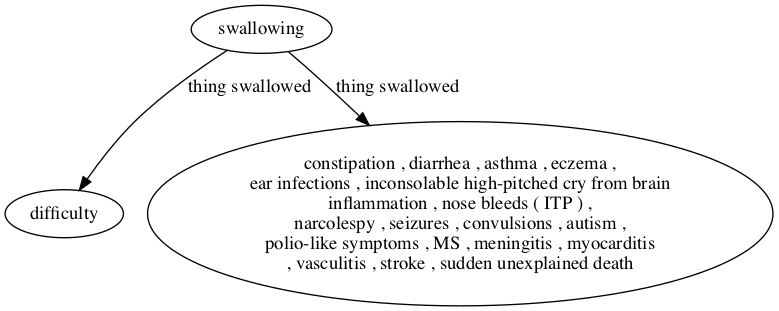 swallowing
thing swallowed
thing swallowed
difficulty
constipation , diarrhea , asthma , eczema ,
ear infections , inconsolable high-pitched cry from brain
inflammation , nose bleeds ( ITP ) ,
narcolespy , seizures , convulsions , autism ,
polio-like symptoms , MS , meningitis , myocarditis
, vasculitis , stroke , sudden unexplained death